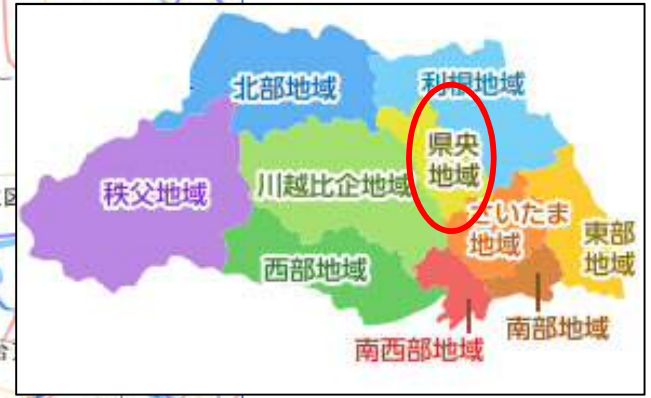 北部地域
利根地域
県央
地域
秩父地域
川越比企地域
さいたま
地域
東部
地域
西部地域
南西部地域
南部地域